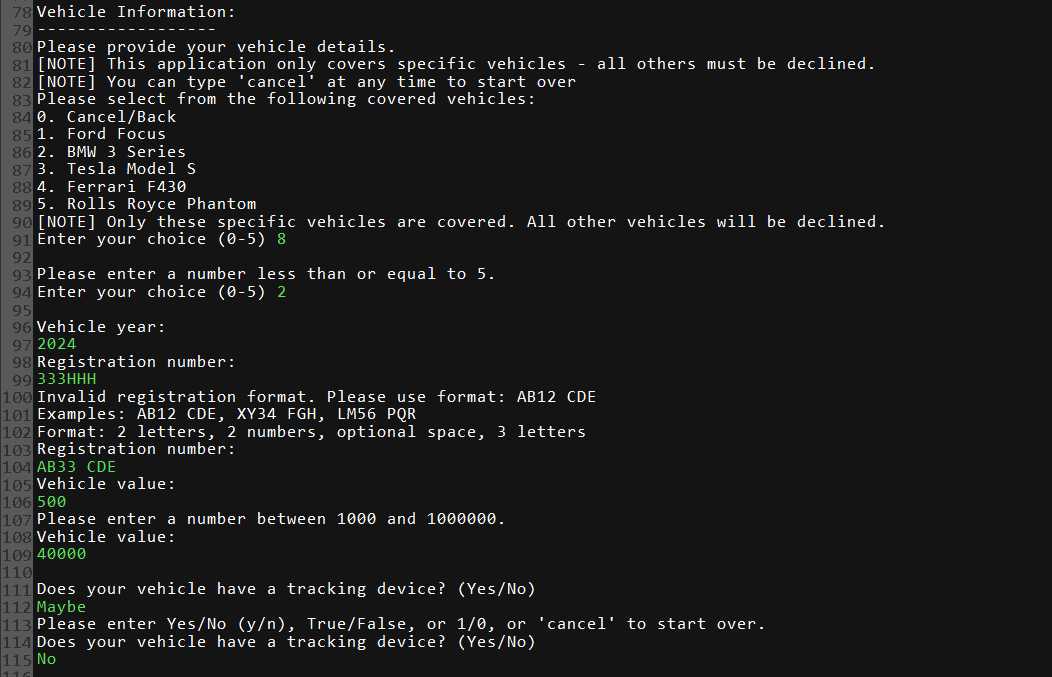 78 Vehicle Information:
79 ------------------
80 Please provide your vehicle details.
81 [NOTE] This application only covers specific vehicles - all others must be declined.
82 [NOTE] You can type 'cancel' at any time to start over
83 Please select from the following covered vehicles:
84 0. Cancel/Back
85 1. Ford Focus
86 2. BMW 3 Series
87 3. Tesla Model S
88 4. Ferrari F430
89 5. Rolls Royce Phantom
90 [NOTE] Only these specific vehicles are covered. All other vehicles will be declined.
91 Enter your choice (0-5) 8
92
93 Please enter a number less than or equal to 5.
94 Enter your choice (0-5) 2
95
96 Vehicle year:
97 2024
98 Registration number:
99 333HHH
100 Invalid registration format. Please use format: AB12 CDE
101 Examples: AB12 CDE, XY34 FGH, LM56 PQR
102 Format: 2 letters, 2 numbers, optional space, 3 letters
103 Registration number:
104 AB33 CDE
105 Vehicle value:
106 500
107 Please enter a number between 1000 and 1000000.
108 Vehicle value:
109 40000
110
111 Does your vehicle have a tracking device? (Yes/No)
112 Maybe
113 Please enter Yes/No (y/n), True/False, or 1/0, or 'cancel' to start over.
114 Does your vehicle have a tracking device? (Yes/No)
115 No
116